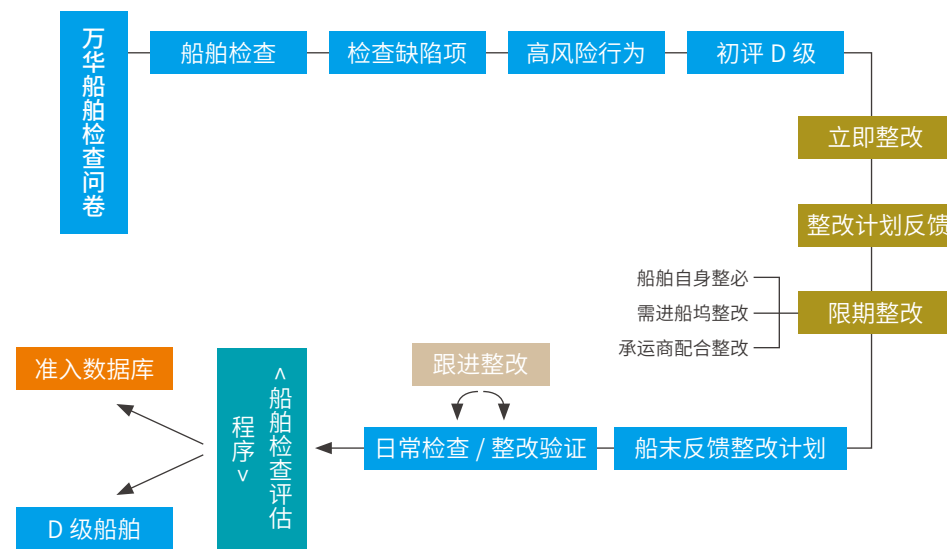 万华船舶检查问卷
船舶检查
检查缺陷项
高风险行为
初评 D 级
立即整改
整改计划反馈
限期整改
船舶自身整必
需进船坞整改
承运商配合整改
船未反馈整改计划
日常检查 / 整改验证
跟进整改
<船舶检查评估
程序>
准入数据库
D 级船舶